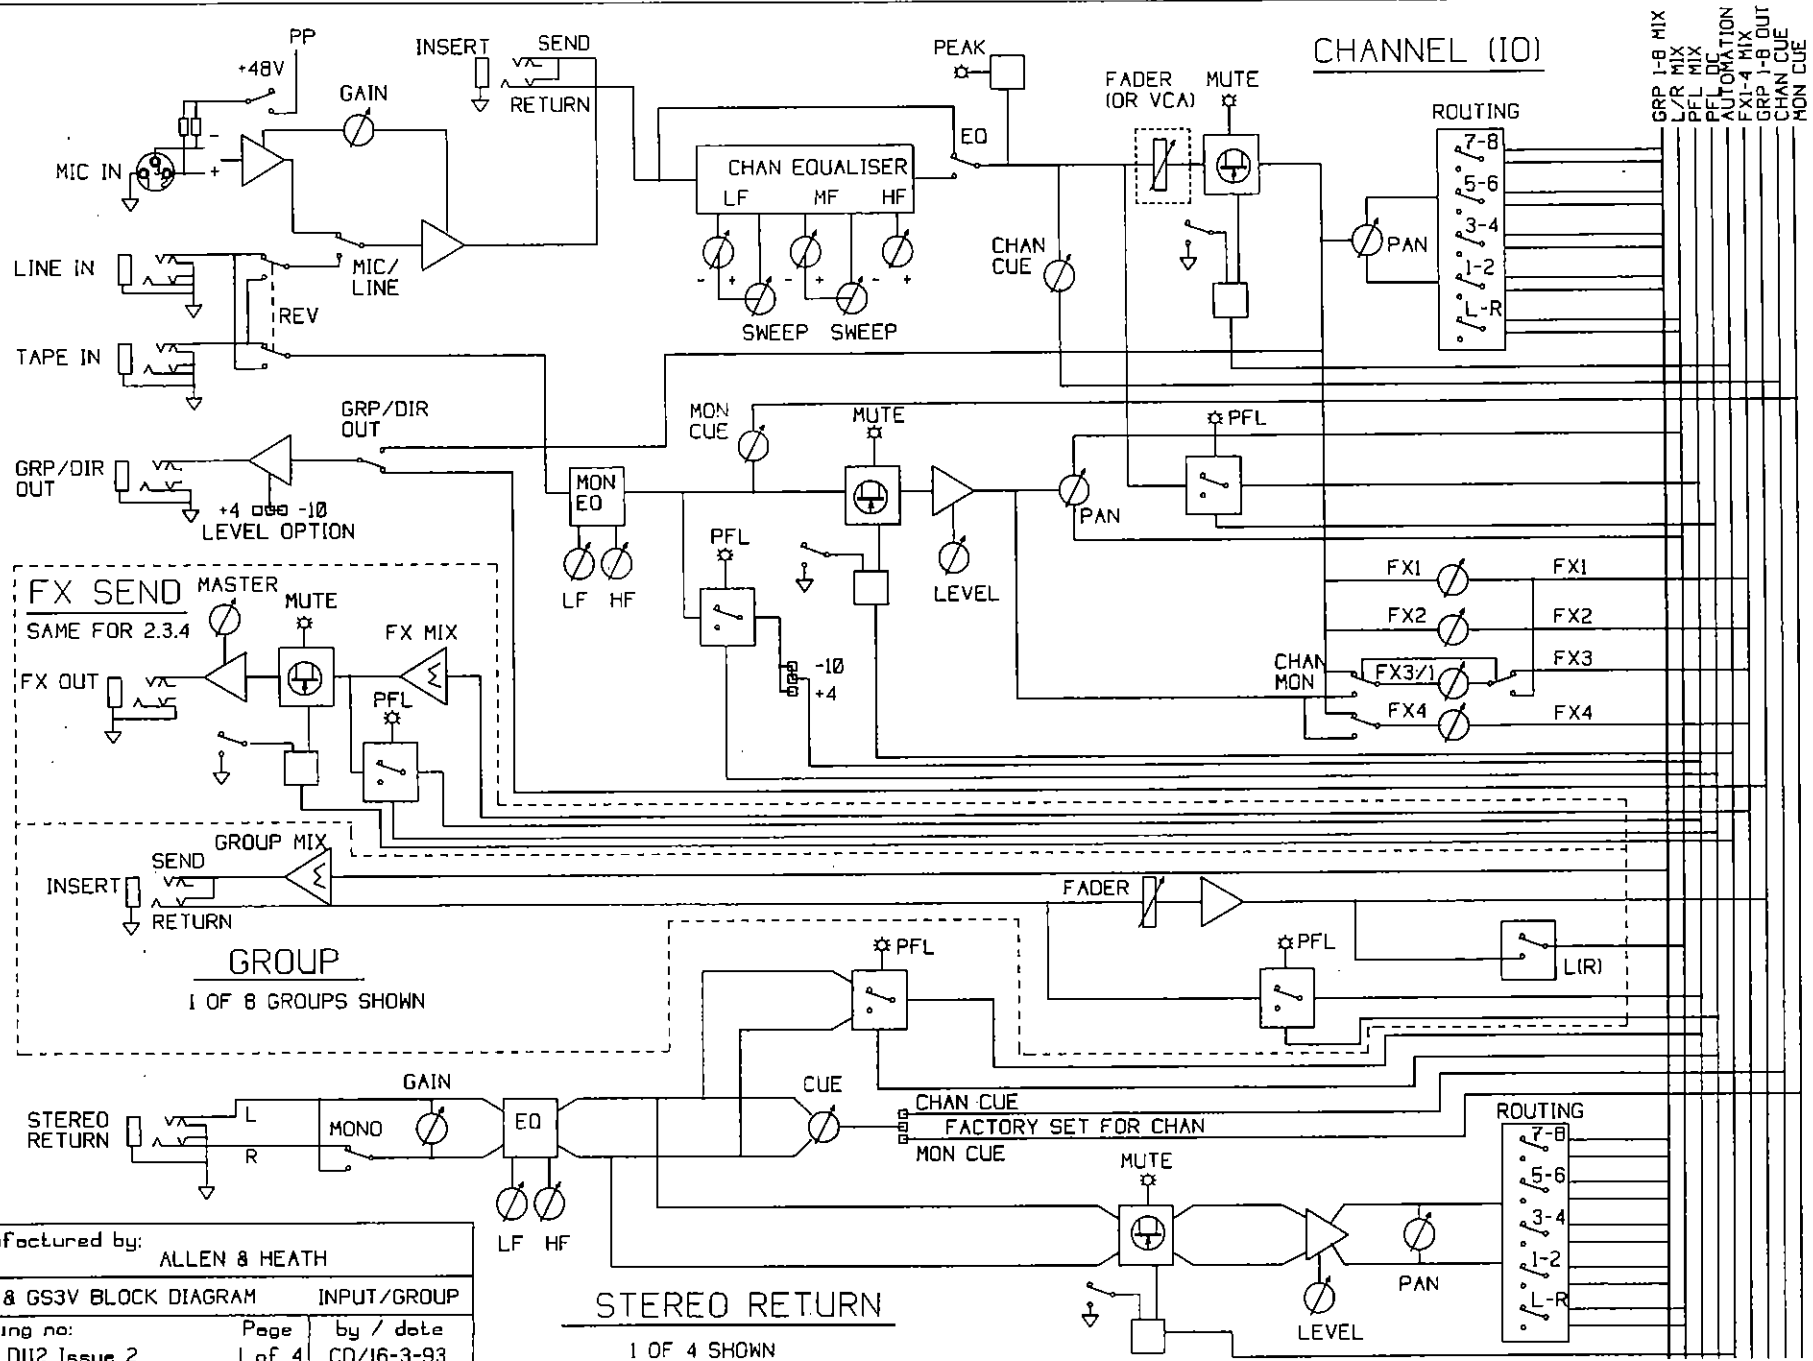 CHANNEL (IO)
GRP 1-8 MIX
L/R MIX
PFL MIX
PFL DC
AUTOMATION
FX1-4 MIX
GRP 1-8 OUT
CHAN CUE
MON CUE
PP
+48V
GAIN
MIC IN
-
+
INSERT
SEND
RETURN
PEAK
EQ
CHAN EQUALISER
LF MF HF
- + - + - +
SWEEP SWEEP
FADER
(OR VCA)
MUTE
CHAN
CUE
ROUTING
7-8
5-6
3-4
1-2
L-R
PAN
LINE IN
MIC/
LINE
REV
TAPE IN
GRP/DIR
OUT
GRP/DIR
OUT
+4 -10
LEVEL OPTION
MON
CUE
MUTE
MON
EQ
LF HF
PFL
-10
+4
LEVEL
PAN
PFL
FX1 FX1
FX2 FX2
CHAN
MON
FX3/1 FX3
FX4 FX4
FX SEND
SAME FOR 2.3.4
MASTER
MUTE
FX MIX
FX OUT
PFL
GROUP MIX
SEND
INSERT
RETURN
GROUP
1 OF 8 GROUPS SHOWN
FADER
PFL
PFL
L(R)
STEREO
RETURN
L
R
MONO
GAIN
EQ
LF HF
CUE
CHAN CUE
FACTORY SET FOR CHAN
MON CUE
MUTE
LEVEL
PAN
ROUTING
7-8
5-6
3-4
1-2
L-R
STEREO RETURN
1 OF 4 SHOWN
factured by:
ALLEN & HEATH
& GS3V BLOCK DIAGRAM INPUT/GROUP
ing no: Page by / date
Issue 2 1 of 4 CD/16-3-93